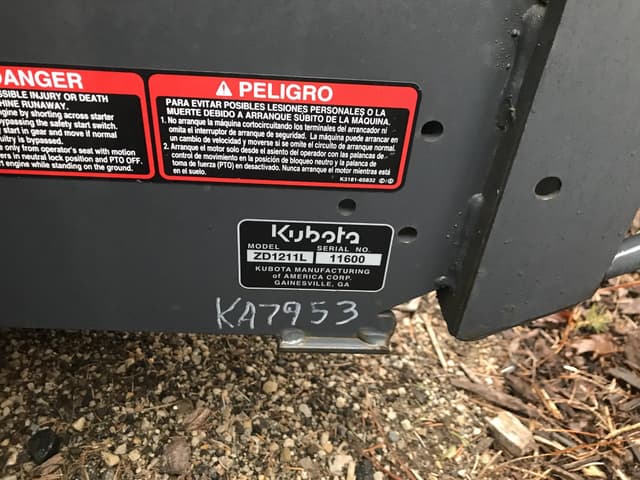 DANGER
SSIBLE INJURY OR DEATH
HINE RUNAWAY.
ngine by shorting across starter
bypassing the safety start switch.
y start in gear and move if normal
uitry is bypassed.
e only from operator's seat with motion
ers in neutral lock position and PTO OFF.
rt engine while standing on the ground.
PELIGRO
PARA EVITAR POSIBLES LESIONES PERSONALES O LA
MUERTE DEBIDO A ARRANQUE SÚBITO DE LA MAQUINA.
1. No arranque la máquina cortocircuitando los terminales del arrancador ni
omita el interruptor de arranque de seguridad. La máquina puede arrancar en
un cambio de velocidad y moverse si se omite el circuito de arranque normal
2. Arranque el motor solo desde el asiento del operador con las palancas de
control de movimiento en la posición de bloqueo neutro y la palanca de
toma de fuerza (PTO) en desactivado. Nunca arranque el motor mientras está
en el suelo.
K3181-65832
Kubota
MODEL SERIAL NO.
ZD1211L 11600
KUBOTA MANUFACTURING
of AMERICA CORP.
GAINESVILLE, GA
KA7953